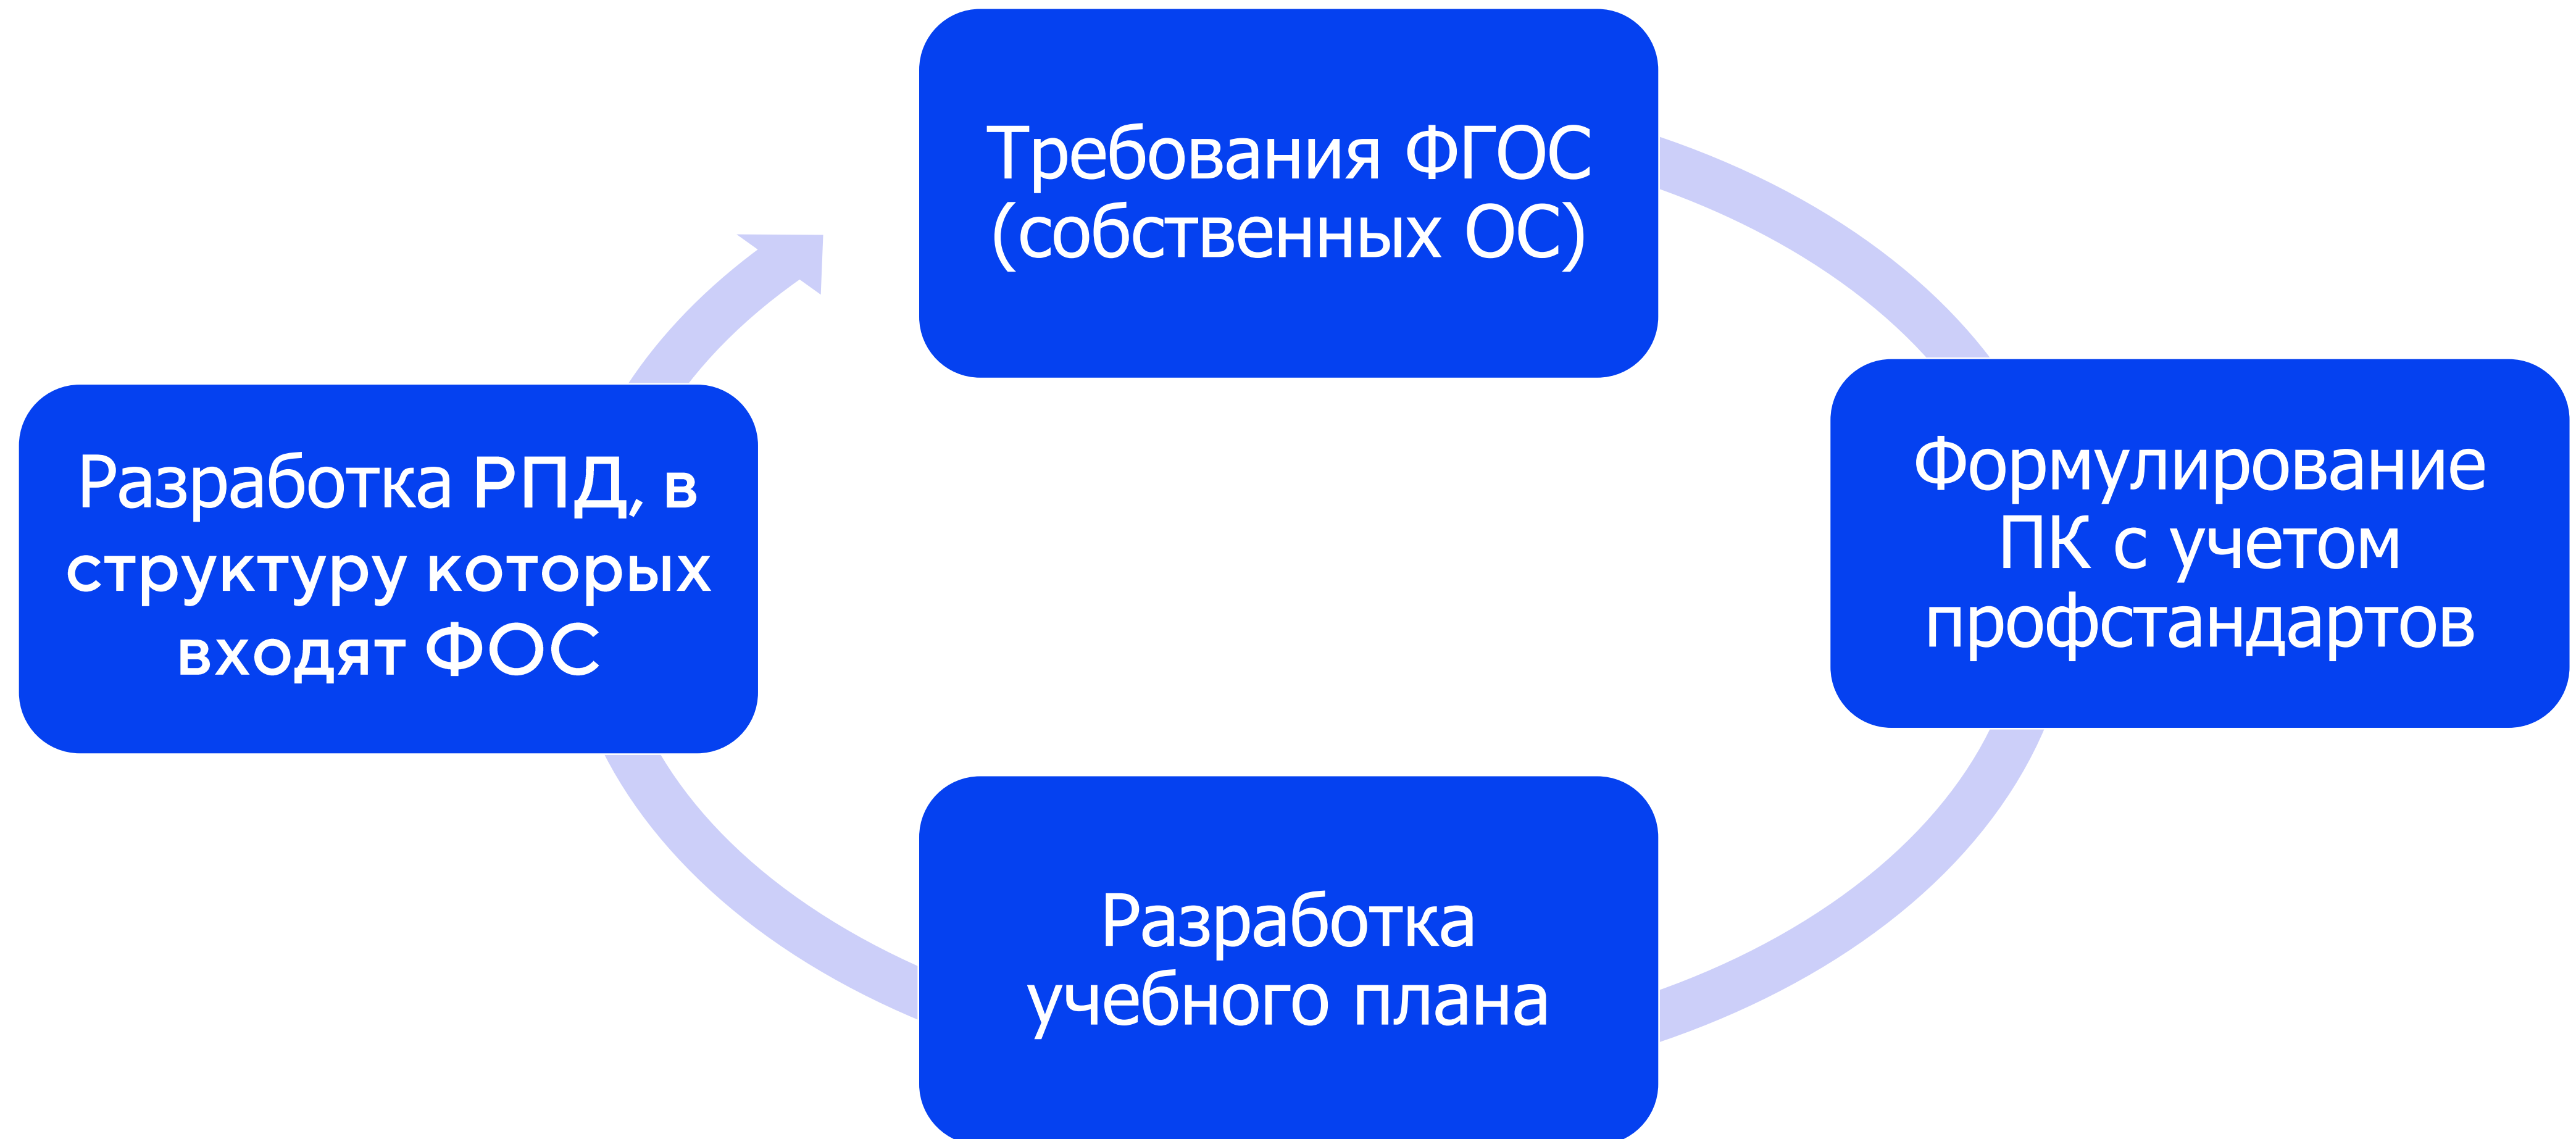 Требования ФГОС
(собственных ОС)
Формулирование
ПК с учетом
профстандартов
Разработка
учебного плана
Разработка РПД, в
структуру которых
входят ФОС